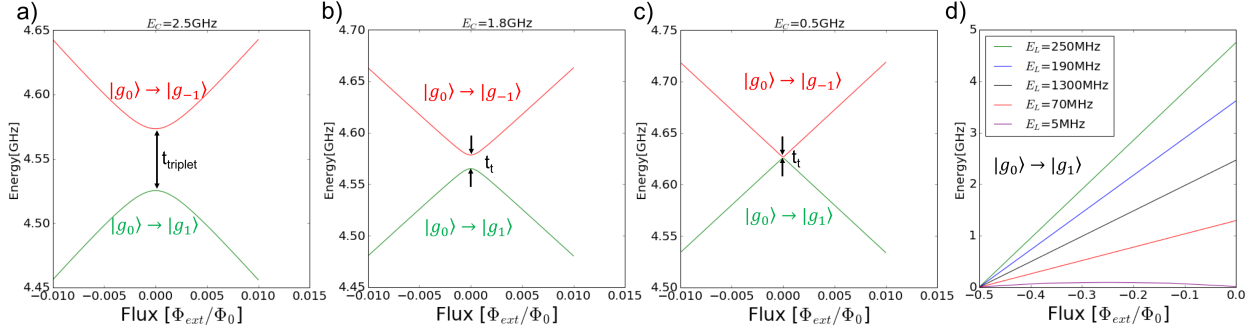 a)
E_C=2.5GHz
4.65
4.60
4.55
4.50
4.45
Energy[GHz]
|g_0⟩ → |g_{-1}⟩
t_triplet
|g_0⟩ → |g_1⟩
−0.010 −0.005 0.000 0.005 0.010 0.015
Flux [Φ_ext/Φ_0]
b)
E_C=1.8GHz
4.70
4.65
4.60
4.55
4.50
4.45
Energy[GHz]
|g_0⟩ → |g_{-1}⟩
t_t
|g_0⟩ → |g_1⟩
−0.010 −0.005 0.000 0.005 0.010 0.015
Flux [Φ_ext/Φ_0]
c)
E_C=0.5GHz
4.75
4.70
4.65
4.60
4.55
4.50
Energy[GHz]
|g_0⟩ → |g_{-1}⟩
t_t
|g_0⟩ → |g_1⟩
−0.010 −0.005 0.000 0.005 0.010 0.015
Flux [Φ_ext/Φ_0]
d)
5
4
3
2
1
0
Energy[GHz]
E_L=250MHz
E_L=190MHz
E_L=1300MHz
E_L=70MHz
E_L=5MHz
|g_0⟩ → |g_1⟩
−0.5 −0.4 −0.3 −0.2 −0.1 0.0
Flux [Φ_ext/Φ_0]